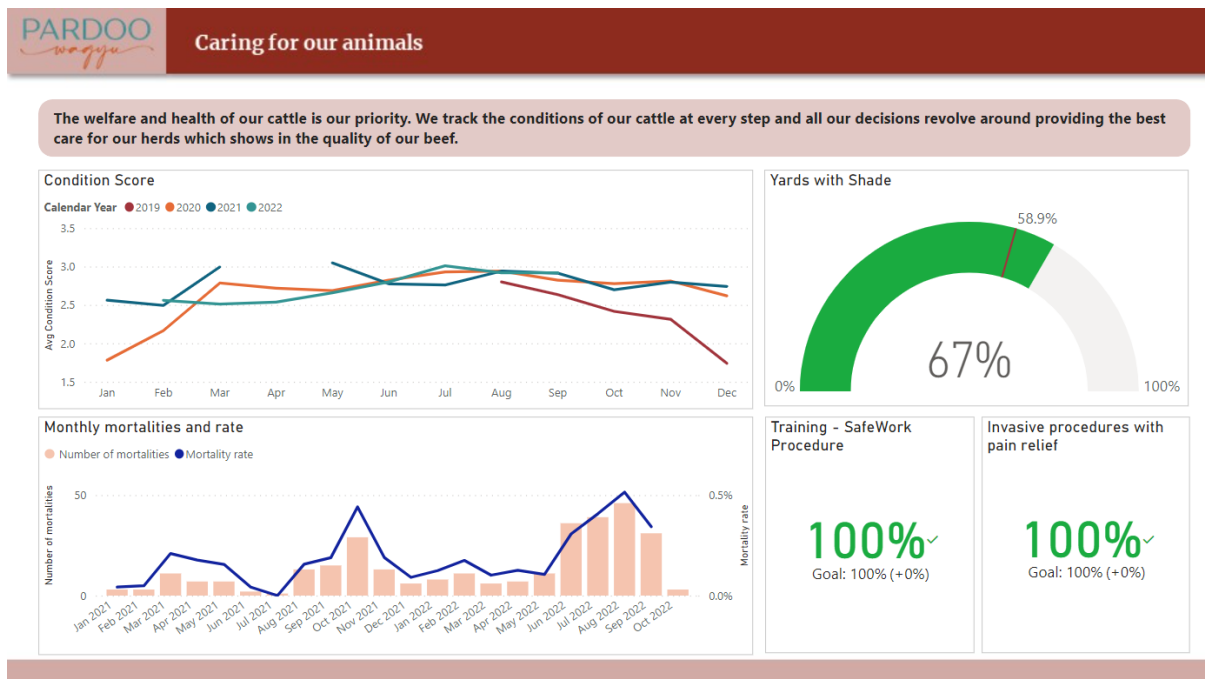 PARDOO
wagyu
Caring for our animals
The welfare and health of our cattle is our priority. We track the conditions of our cattle at every step and all our decisions revolve around providing the best
care for our herds which shows in the quality of our beef.
Condition Score
Calendar Year 2019 2020 2021 2022
Avg Condition Score
3.5
3.0
2.5
2.0
1.5
Jan Feb Mar Apr May Jun Jul Aug Sep Oct Nov Dec
Yards with Shade
58.9%
67%
0% 100%
Monthly mortalities and rate
Number of mortalities Mortality rate
Number of mortalities
50
0
0.5%
0.0%
Mortality rate
Jan 2021 Feb 2021 Mar 2021 Apr 2021 May 2021 Jun 2021 Jul 2021 Aug 2021 Sep 2021 Oct 2021 Nov 2021 Dec 2021 Jan 2022 Feb 2022 Mar 2022 Apr 2022 May 2022 Jun 2022 Jul 2022 Aug 2022 Sep 2022 Oct 2022
Training - SafeWork
Procedure
100%
Goal: 100% (+0%)
Invasive procedures with
pain relief
100%
Goal: 100% (+0%)